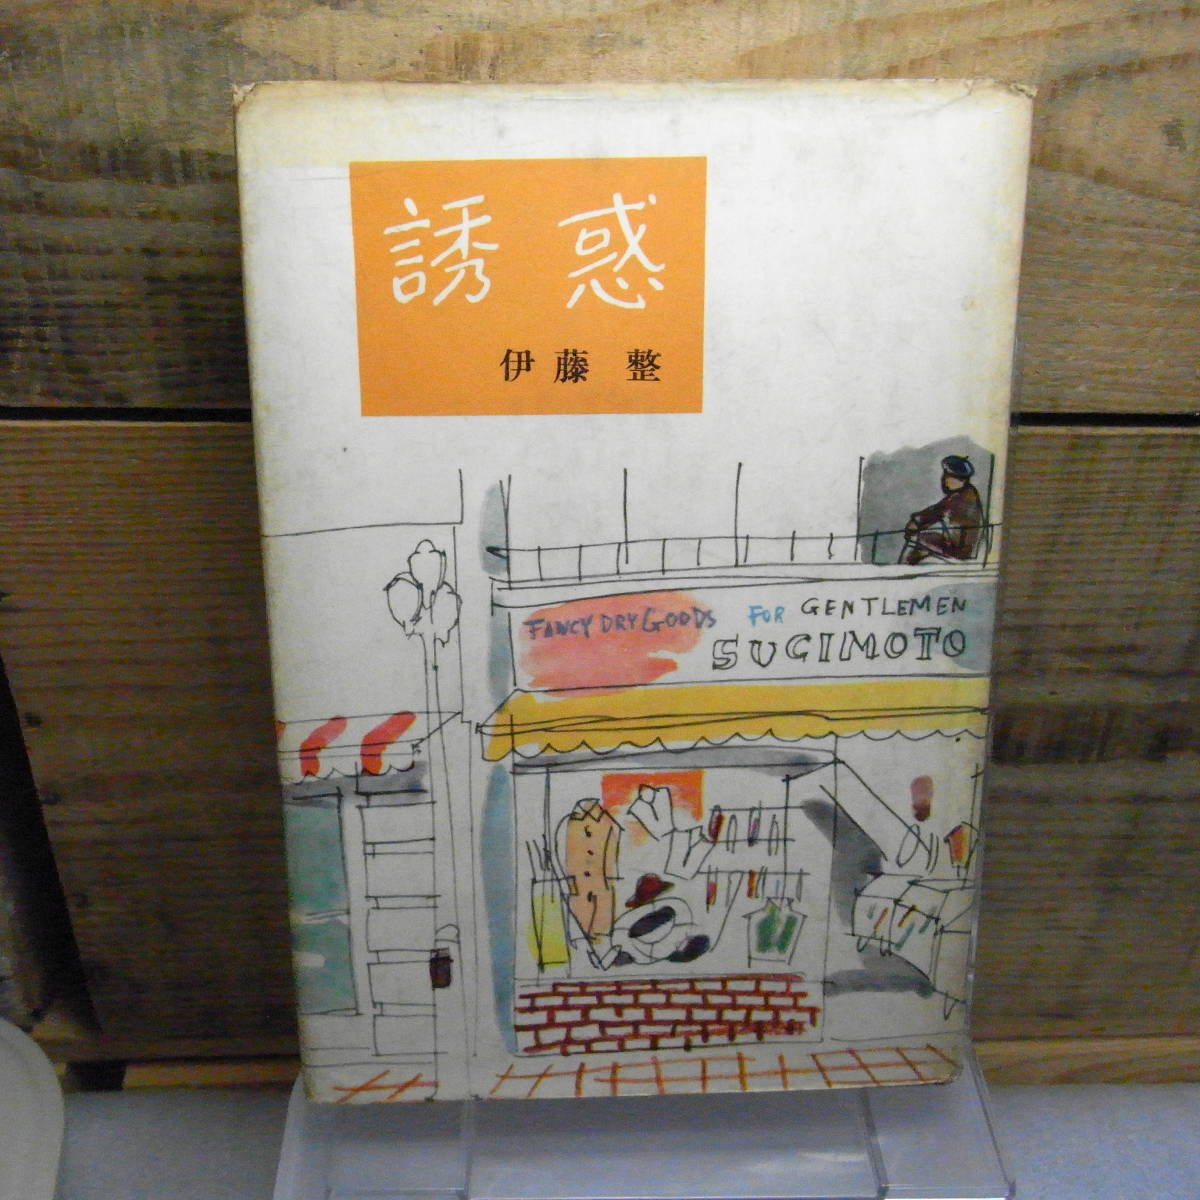 誘惑
伊藤 整
FANCY DRY GOODS FOR GENTLEMEN
SUGIMOTO